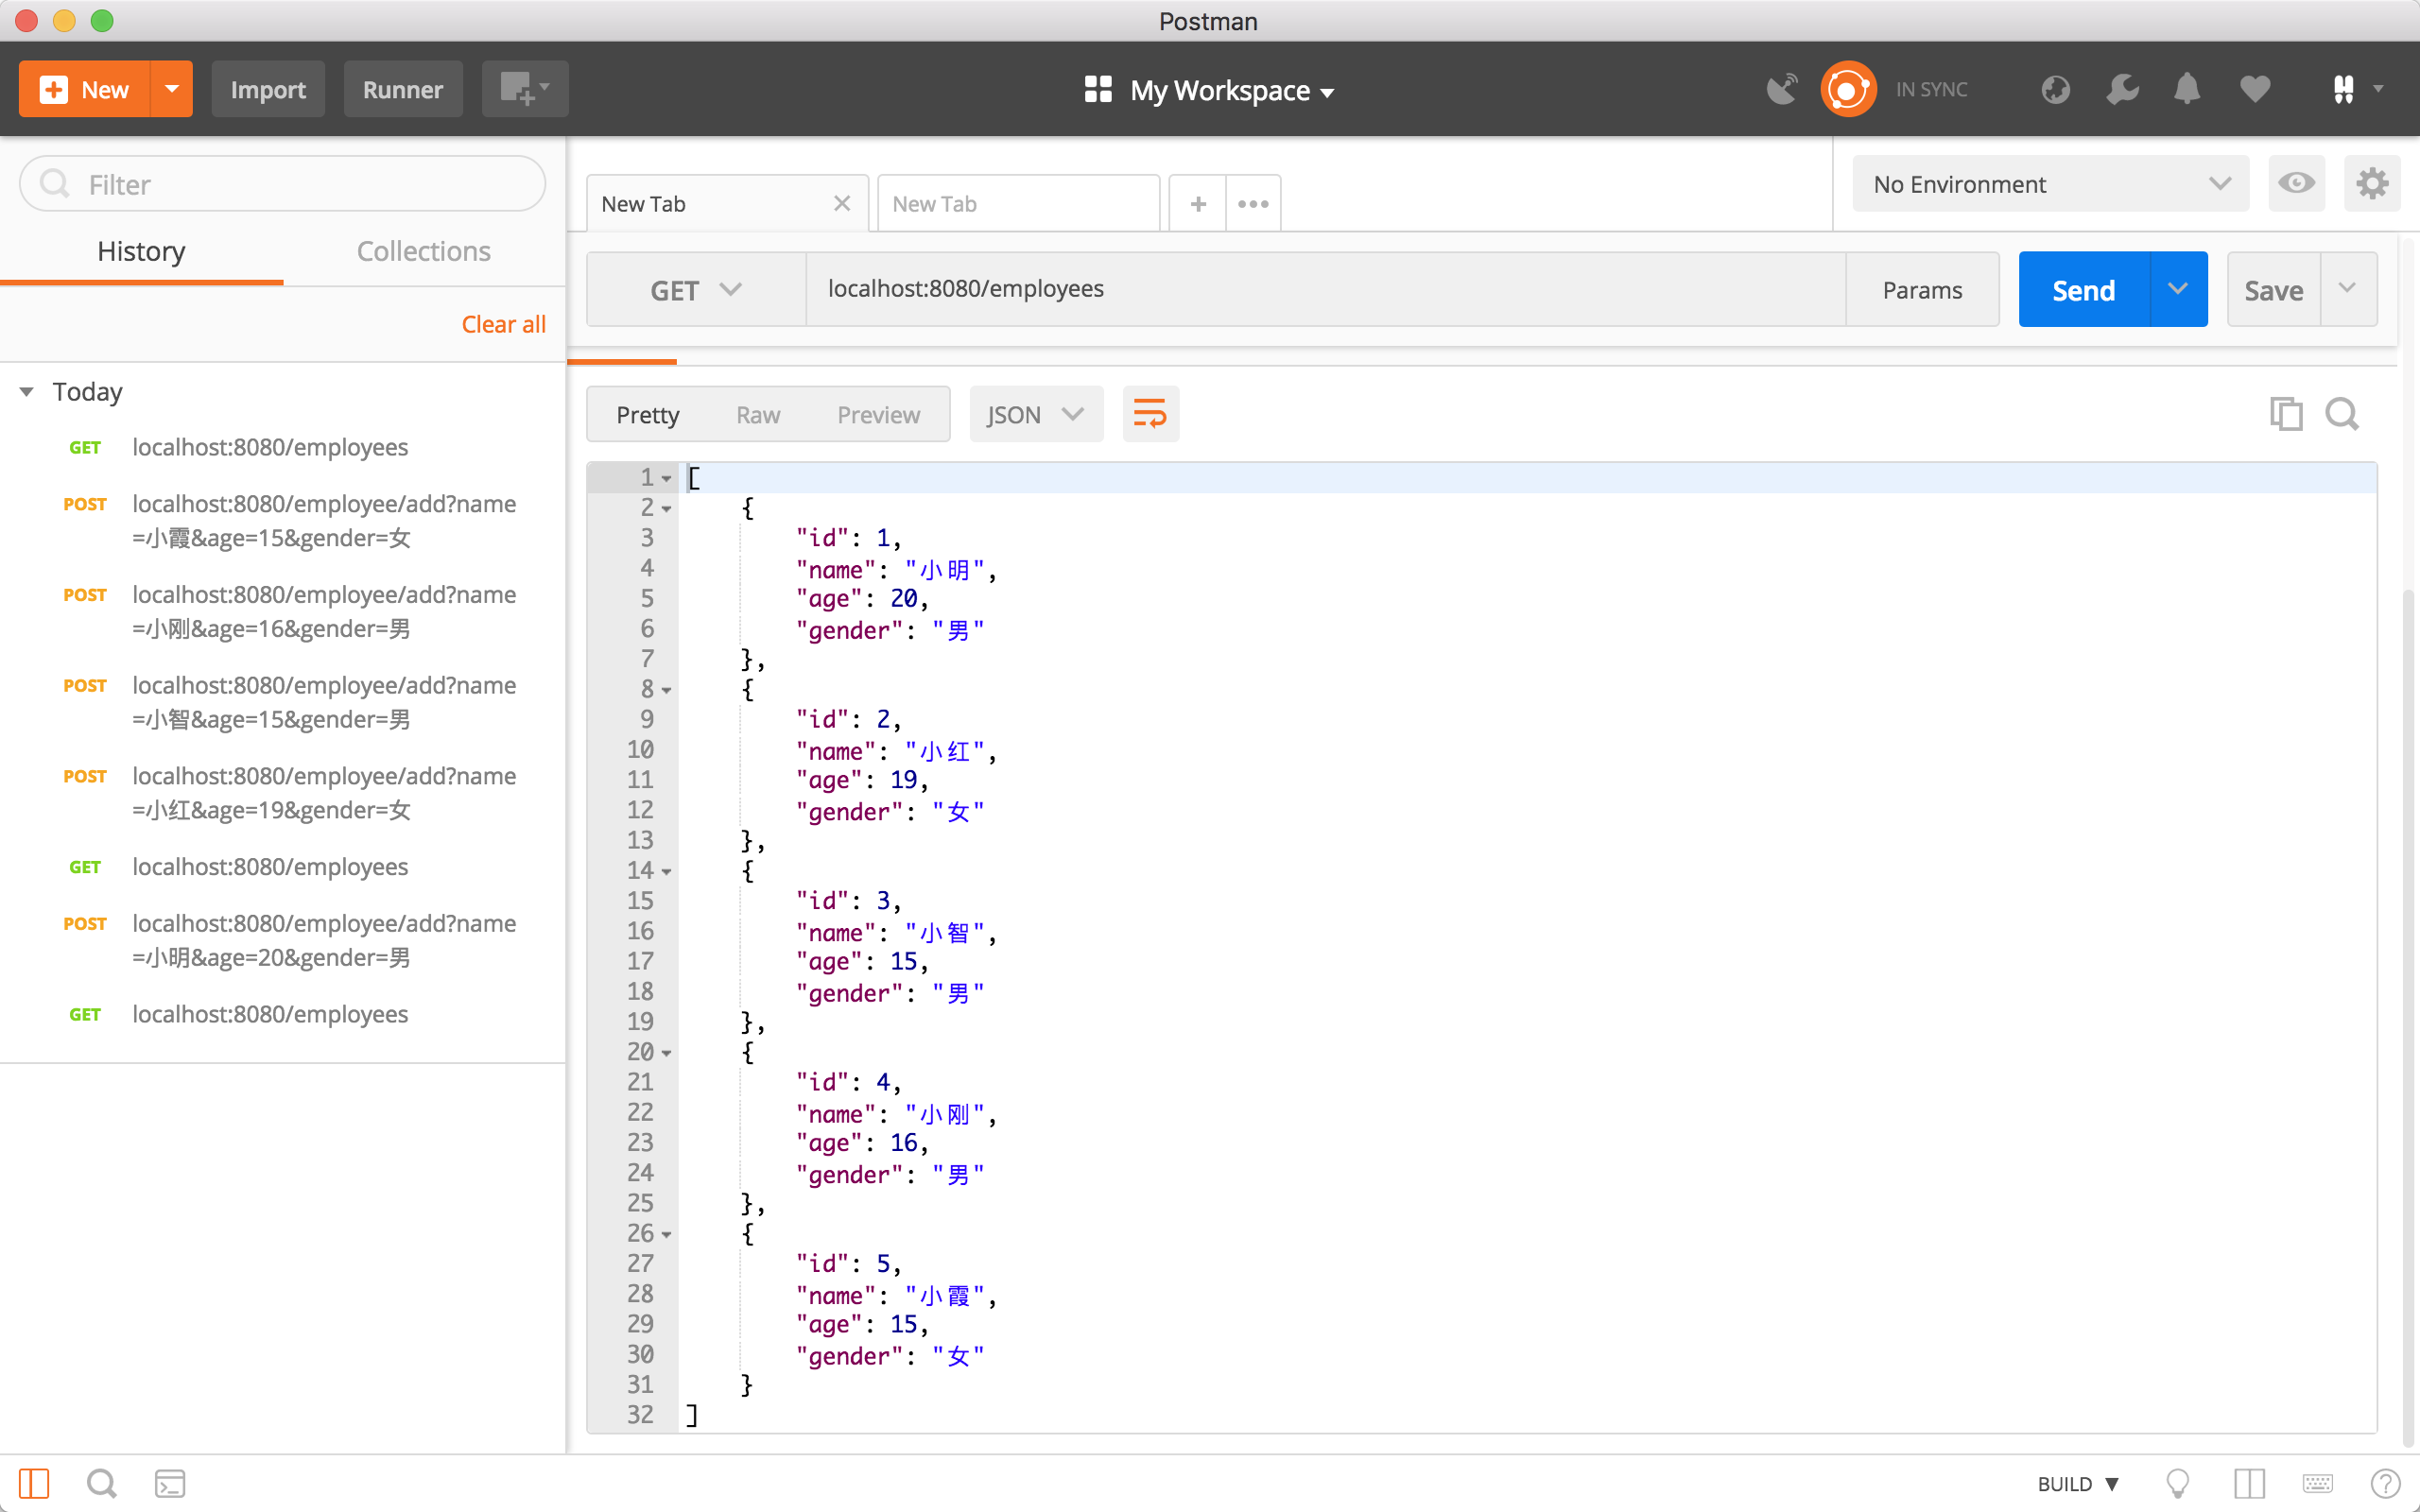 Postman
New
Import
Runner
My Workspace
IN SYNC
Filter
History
Collections
Clear all
Today
GET localhost:8080/employees
POST localhost:8080/employee/add?name
=小霞&age=15&gender=女
POST localhost:8080/employee/add?name
=小刚&age=16&gender=男
POST localhost:8080/employee/add?name
=小智&age=15&gender=男
POST localhost:8080/employee/add?name
=小红&age=19&gender=女
GET localhost:8080/employees
POST localhost:8080/employee/add?name
=小明&age=20&gender=男
GET localhost:8080/employees
New Tab
New Tab
No Environment
GET
localhost:8080/employees
Params
Send
Save
Pretty
Raw
Preview
JSON
1 [
2 {
3 "id": 1,
4 "name": "小明",
5 "age": 20,
6 "gender": "男"
7 },
8 {
9 "id": 2,
10 "name": "小红",
11 "age": 19,
12 "gender": "女"
13 },
14 {
15 "id": 3,
16 "name": "小智",
17 "age": 15,
18 "gender": "男"
19 },
20 {
21 "id": 4,
22 "name": "小刚",
23 "age": 16,
24 "gender": "男"
25 },
26 {
27 "id": 5,
28 "name": "小霞",
29 "age": 15,
30 "gender": "女"
31 }
32 ]
BUILD